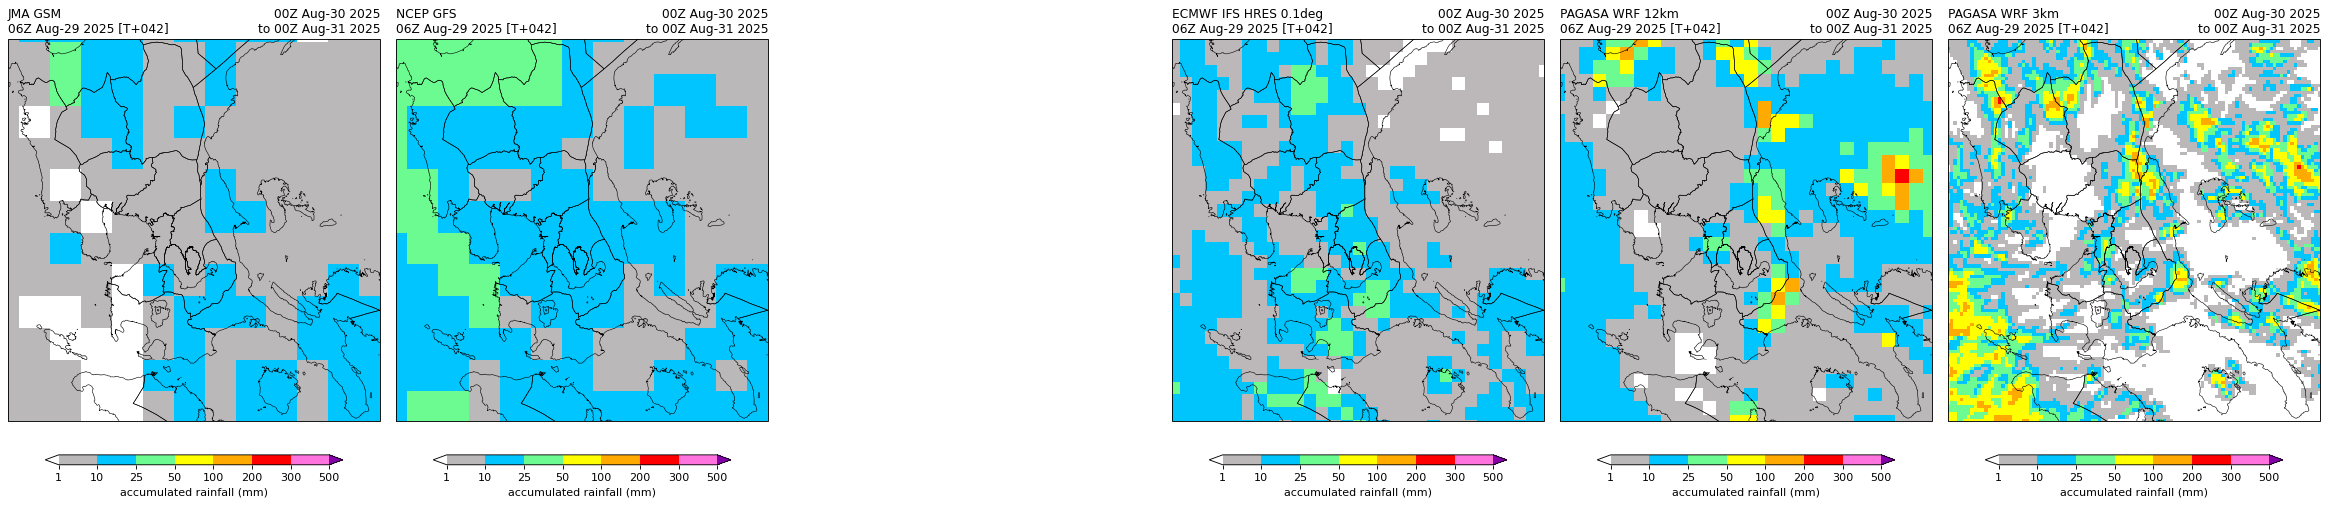 JMA GSM 00Z Aug-30 2025
06Z Aug-29 2025 [T+042] to 00Z Aug-31 2025
NCEP GFS 00Z Aug-30 2025
06Z Aug-29 2025 [T+042] to 00Z Aug-31 2025
ECMWF IFS HRES 0.1deg 00Z Aug-30 2025
06Z Aug-29 2025 [T+042] to 00Z Aug-31 2025
PAGASA WRF 12km 00Z Aug-30 2025
06Z Aug-29 2025 [T+042] to 00Z Aug-31 2025
PAGASA WRF 3km 00Z Aug-30 2025
06Z Aug-29 2025 [T+042] to 00Z Aug-31 2025
1 10 25 50 100 200 300 500
accumulated rainfall (mm)
1 10 25 50 100 200 300 500
accumulated rainfall (mm)
1 10 25 50 100 200 300 500
accumulated rainfall (mm)
1 10 25 50 100 200 300 500
accumulated rainfall (mm)
1 10 25 50 100 200 300 500
accumulated rainfall (mm)